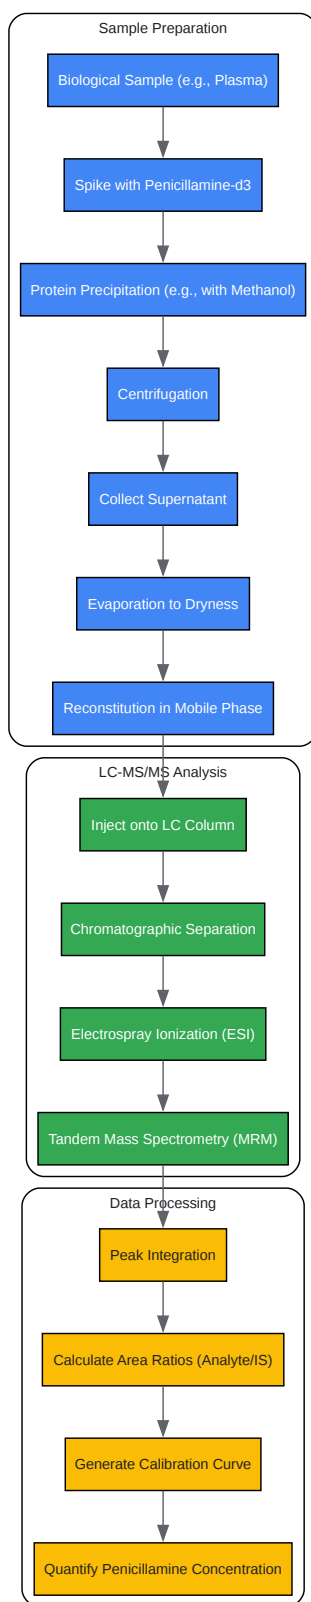 Sample Preparation
Biological Sample (e.g., Plasma)
Spike with Penicillamine-d3
Protein Precipitation (e.g., with Methanol)
Centrifugation
Collect Supernatant
Evaporation to Dryness
Reconstitution in Mobile Phase
LC-MS/MS Analysis
Inject onto LC Column
Chromatographic Separation
Electrospray Ionization (ESI)
Tandem Mass Spectrometry (MRM)
Data Processing
Peak Integration
Calculate Area Ratios (Analyte/IS)
Generate Calibration Curve
Quantify Penicillamine Concentration